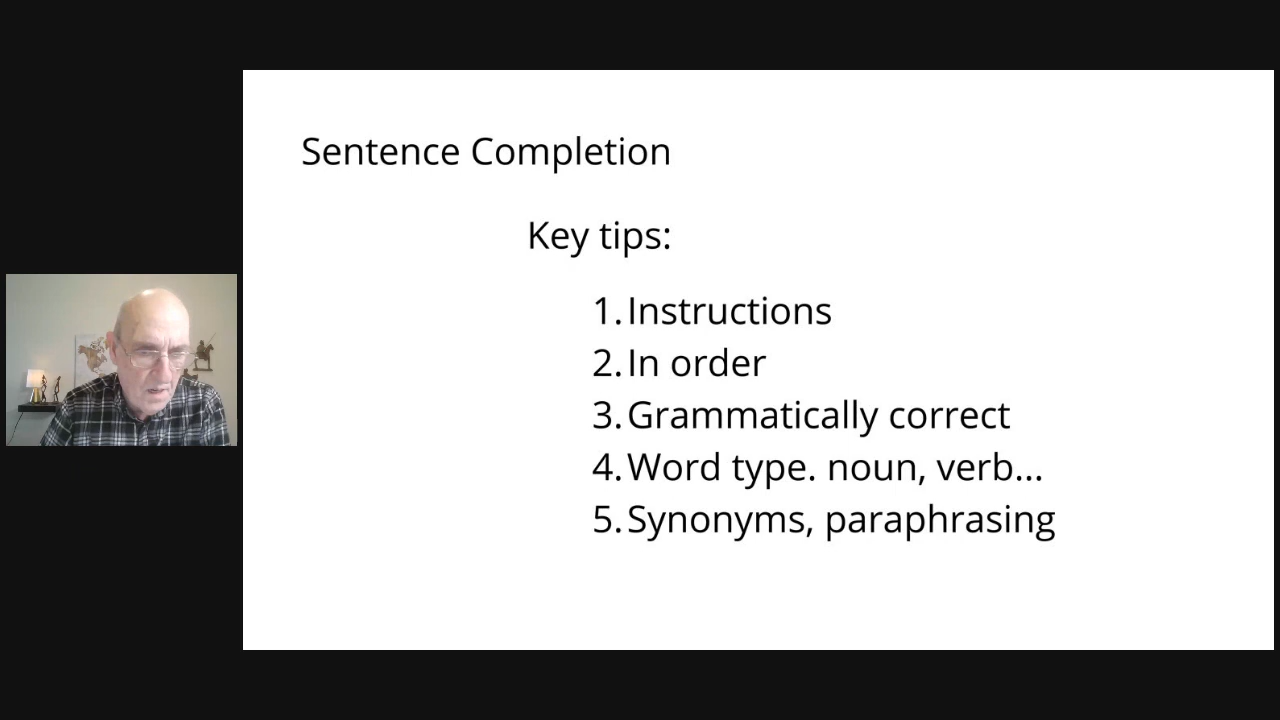 Sentence Completion
Key tips:
1. Instructions
2. In order
3. Grammatically correct
4. Word type. noun, verb...
5. Synonyms, paraphrasing